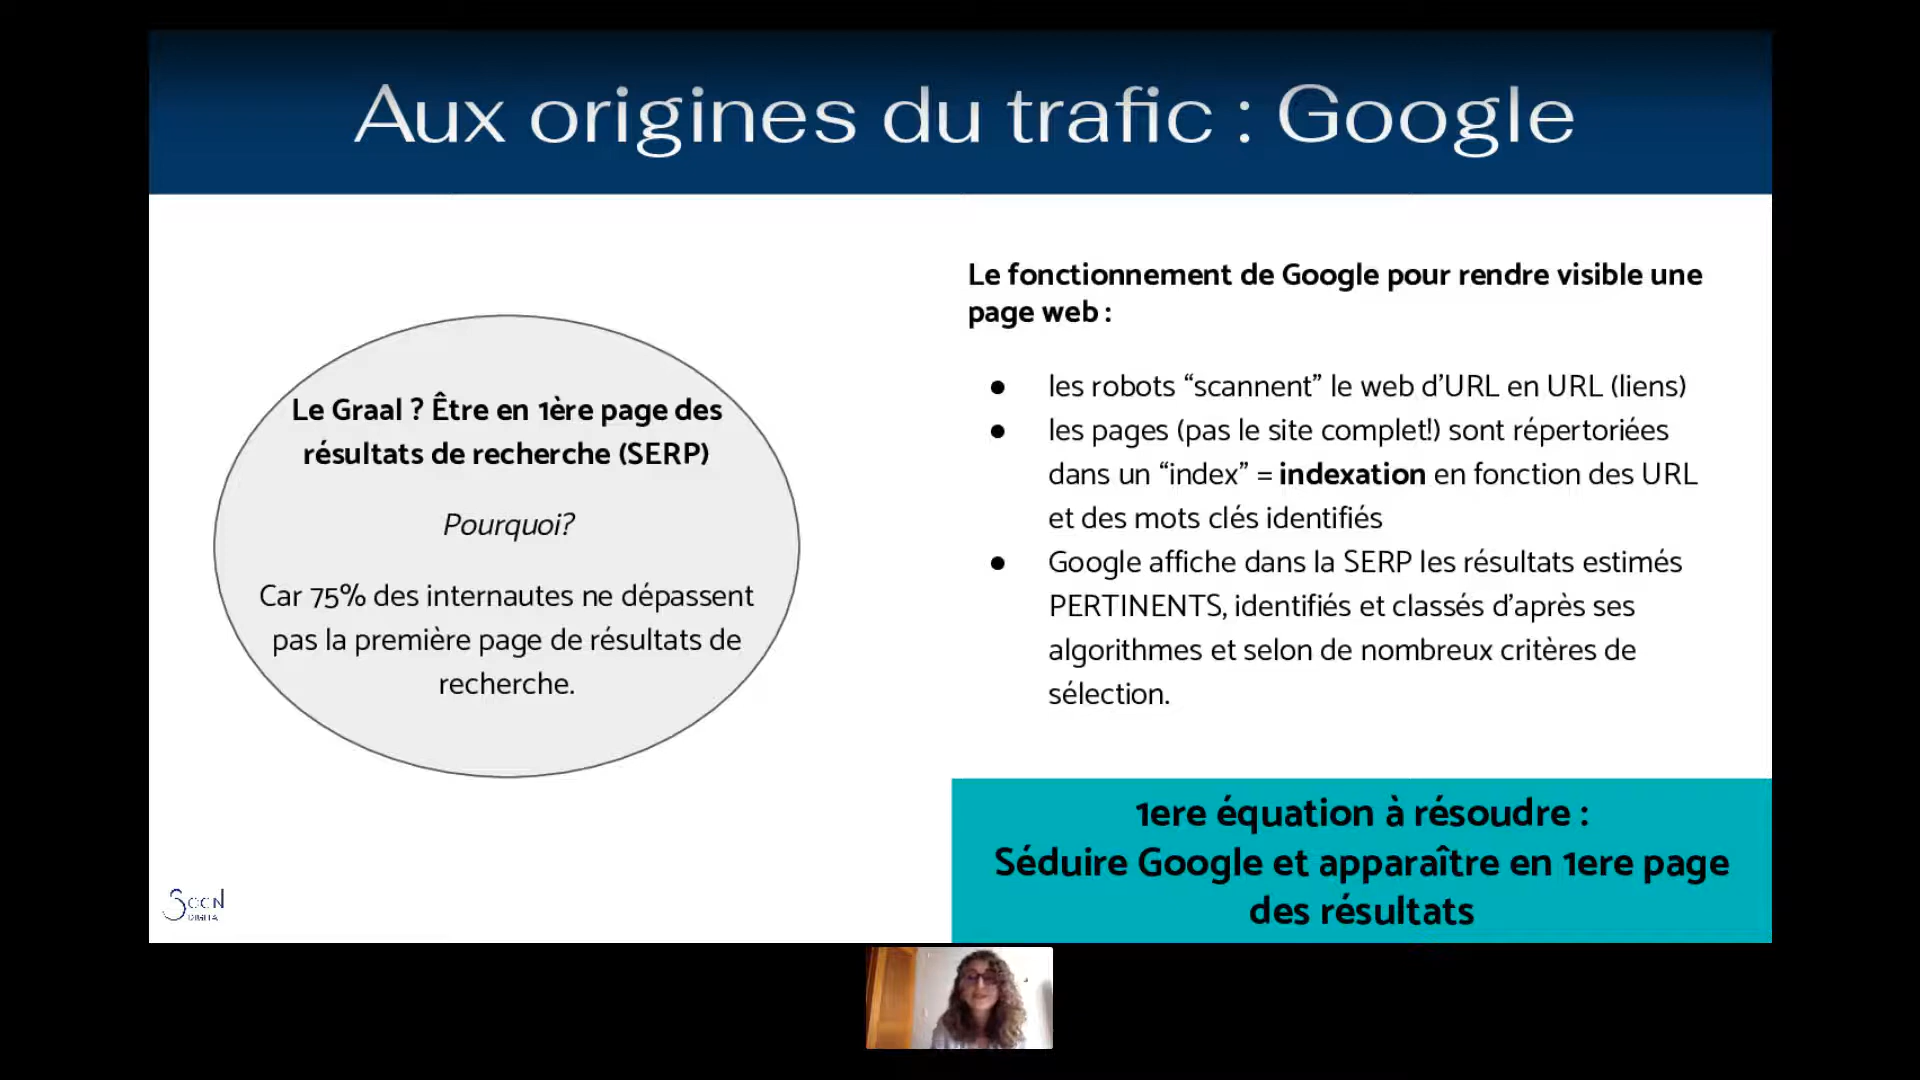 Aux origines du trafic : Google
Le Graal ? Être en 1ère page des
résultats de recherche (SERP)
Pourquoi?
Car 75% des internautes ne dépassent
pas la première page de résultats de
recherche.
Le fonctionnement de Google pour rendre visible une
page web :
● les robots “scannent” le web d’URL en URL (liens)
● les pages (pas le site complet!) sont répertoriées
dans un “index” = indexation en fonction des URL
et des mots clés identifiés
● Google affiche dans la SERP les résultats estimés
PERTINENTS, identifiés et classés d’après ses
algorithmes et selon de nombreux critères de
sélection.
1ere équation à résoudre :
Séduire Google et apparaître en 1ere page
des résultats